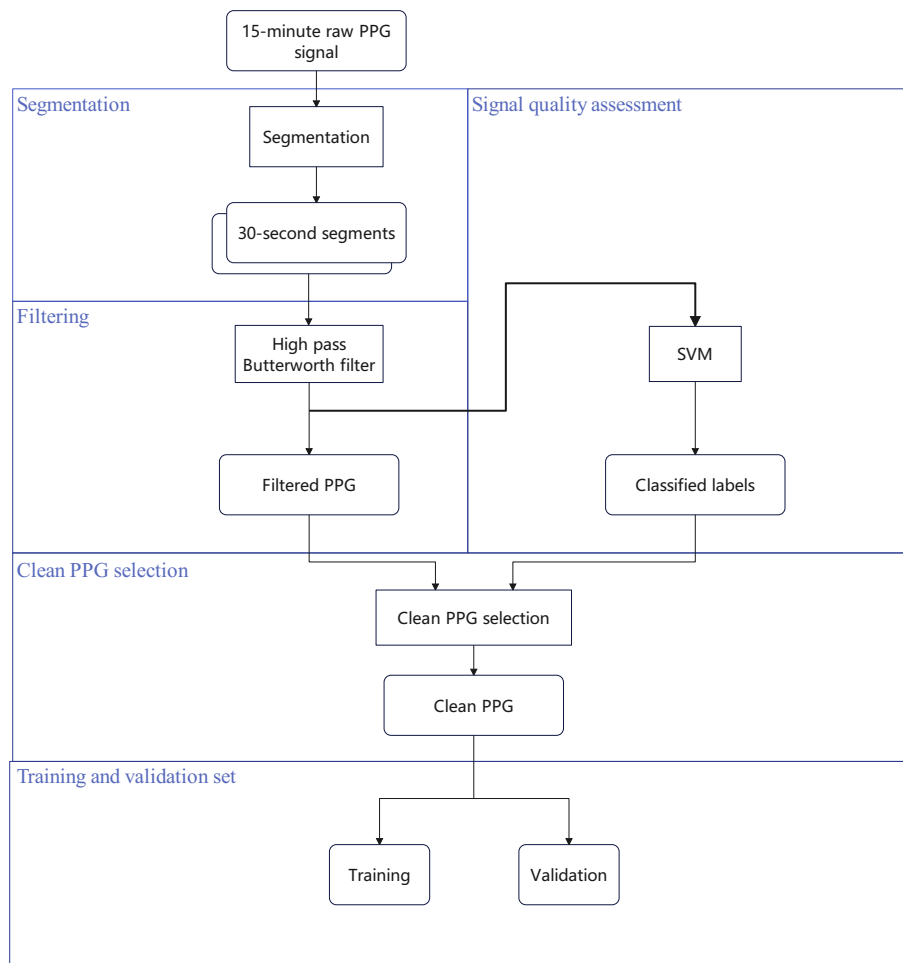 15-minute raw PPG
signal
Segmentation
Signal quality assessment
Segmentation
30-second segments
Filtering
High pass
Butterworth filter
SVM
Filtered PPG
Classified labels
Clean PPG selection
Clean PPG selection
Clean PPG
Training and validation set
Training
Validation